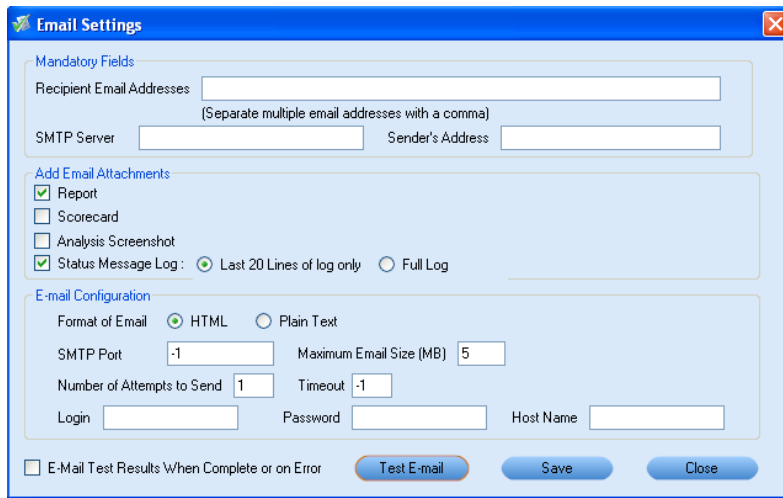 Email Settings
Mandatory Fields
Recipient Email Addresses
(Separate multiple email addresses with a comma)
SMTP Server Sender's Address
Add Email Attachments
Report
Scorecard
Analysis Screenshot
Status Message Log : Last 20 Lines of log only Full Log
E-mail Configuration
Format of Email HTML Plain Text
SMTP Port -1 Maximum Email Size (MB) 5
Number of Attempts to Send 1 Timeout -1
Login Password Host Name
E-Mail Test Results When Complete or on Error Test E-mail Save Close